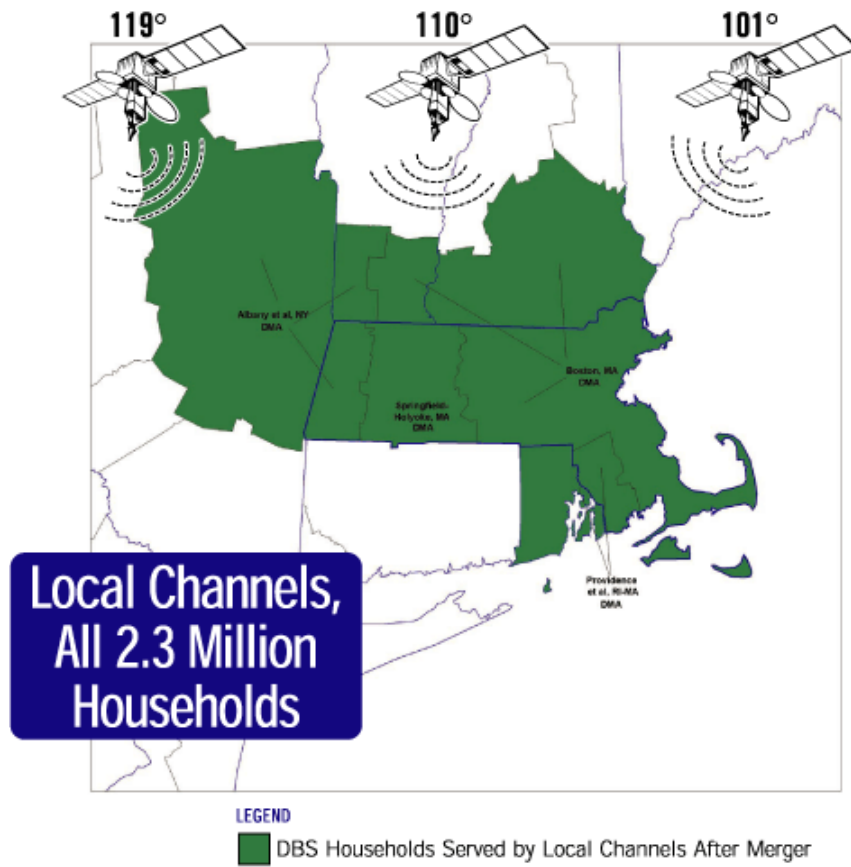 119°
110°
101°
Albany et al, NY
DMA
Boston, MA
DMA
Springfield-
Holyoke, MA
DMA
Providence
et al, RI-MA
DMA
Local Channels,
All 2.3 Million
Households
LEGEND
DBS Households Served by Local Channels After Merger